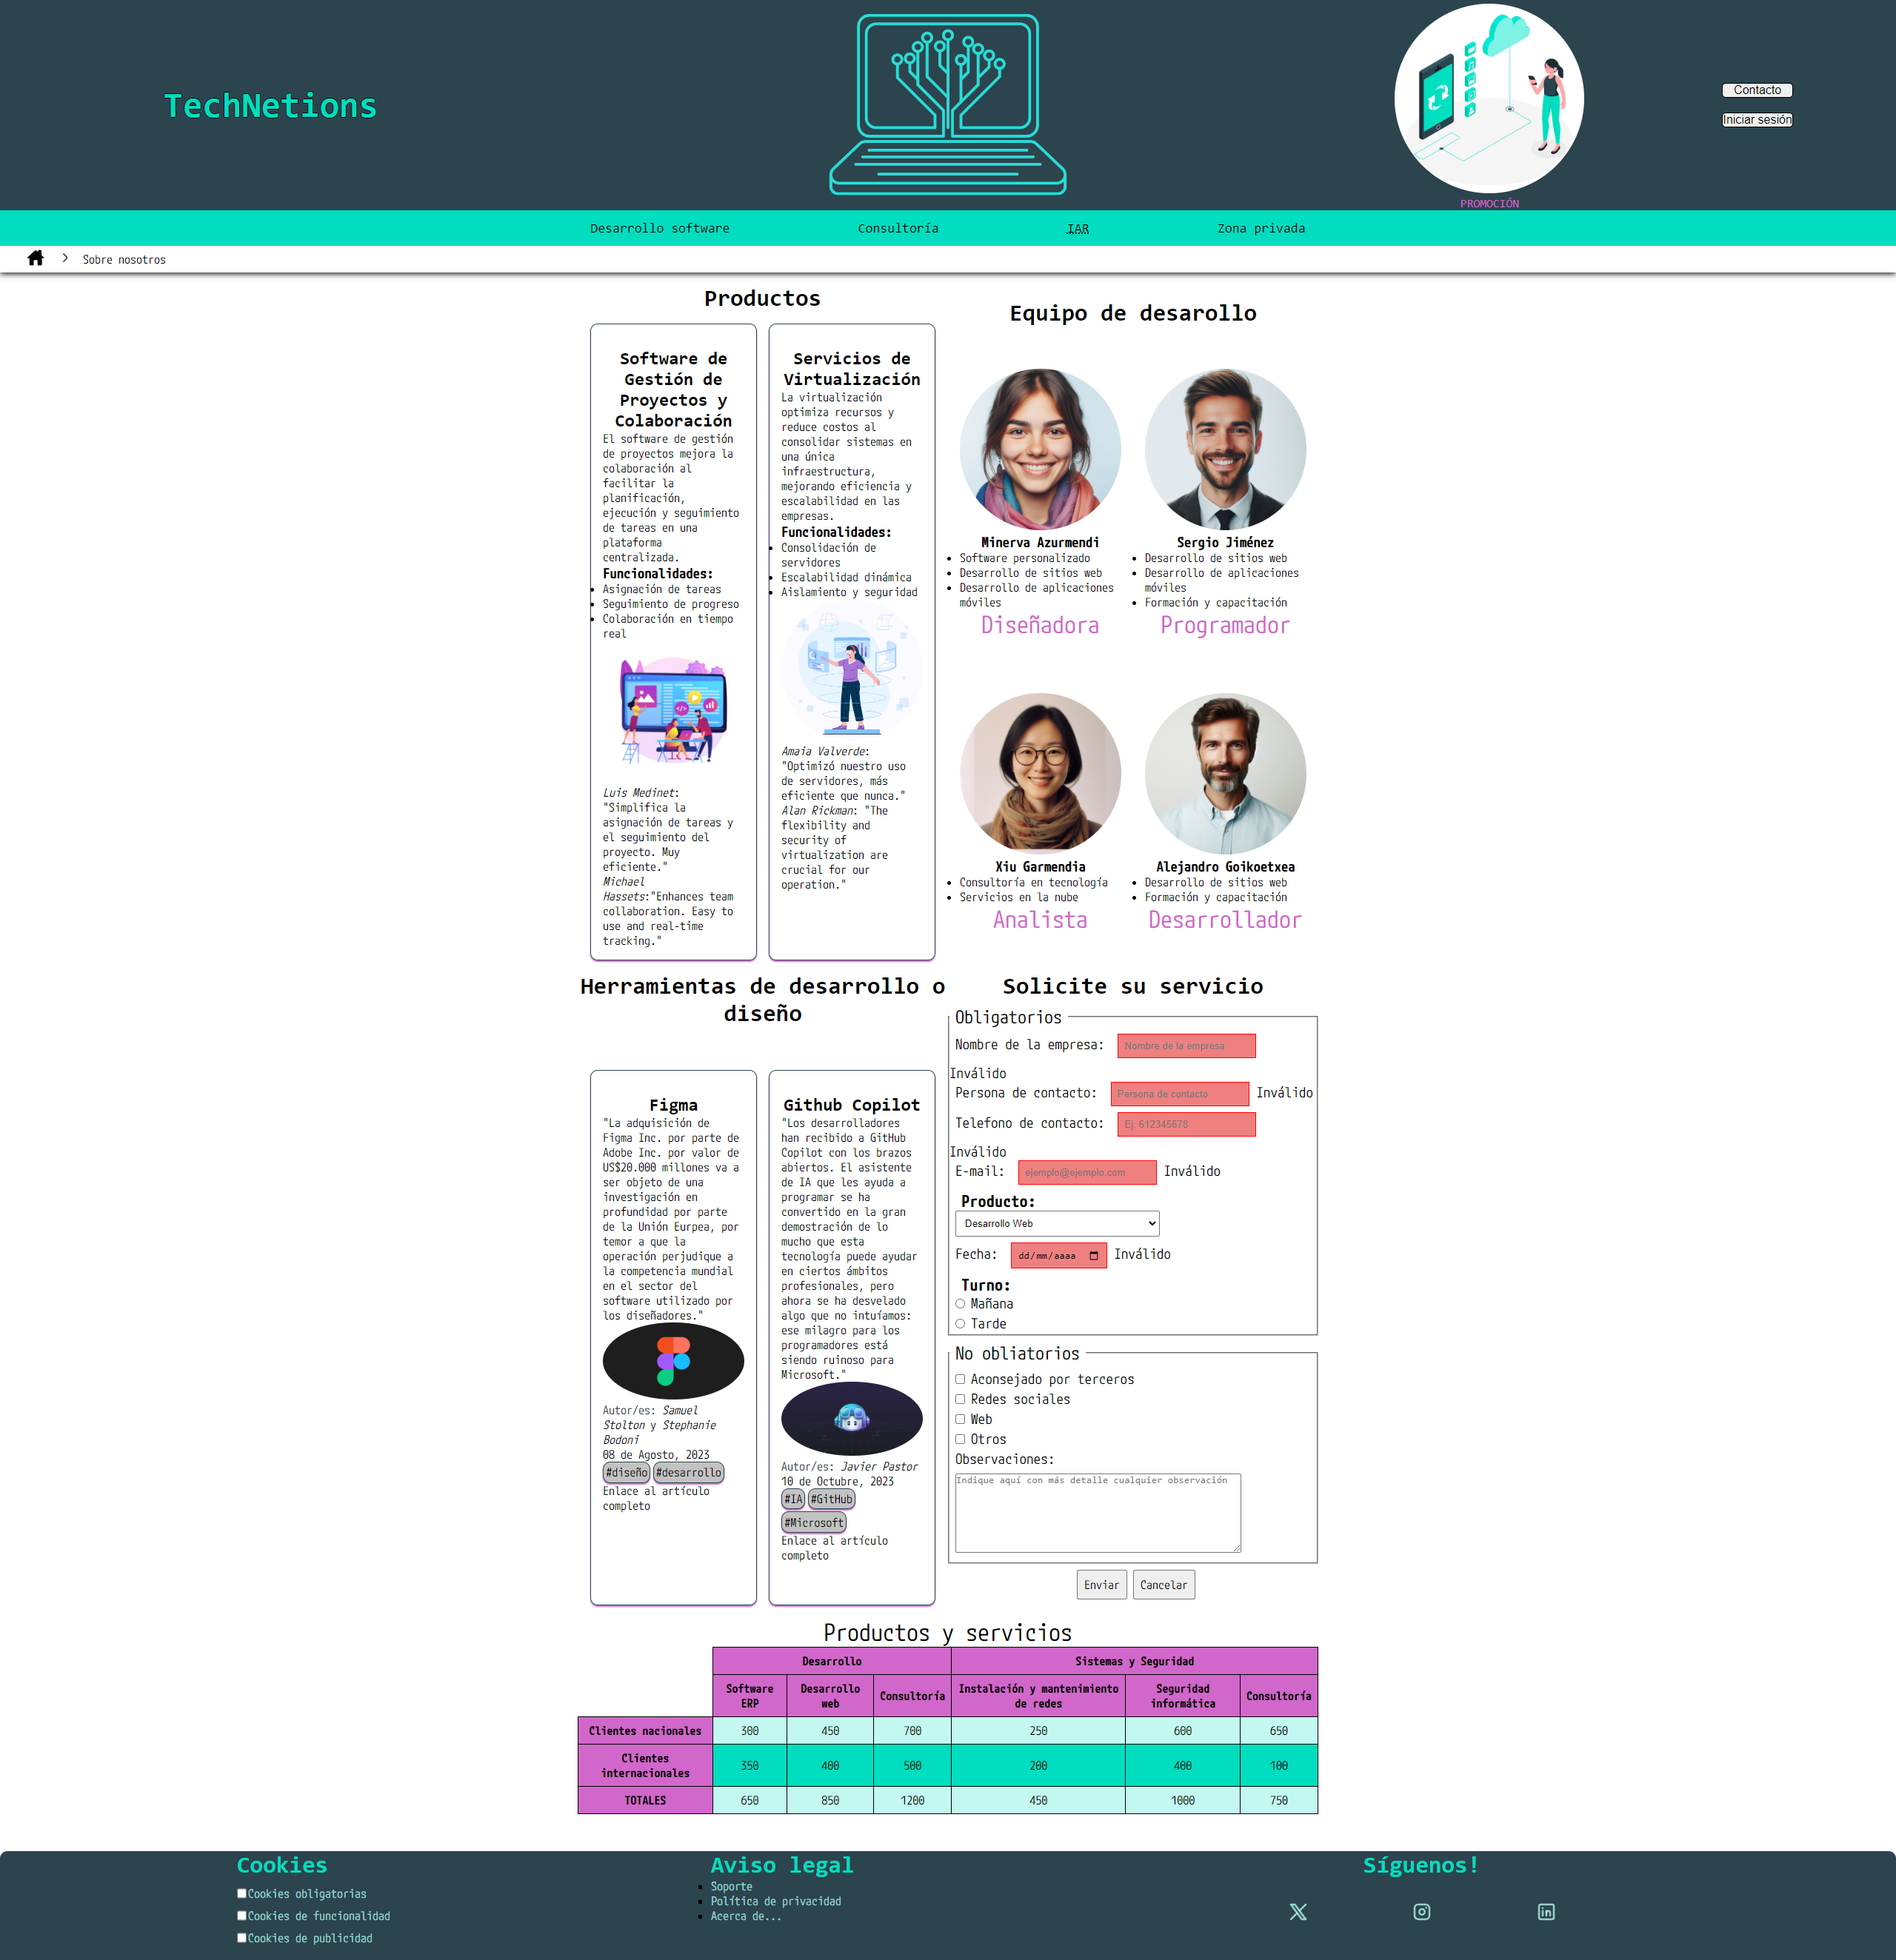 TechNetions
PROMOCIÓN
Contacto
Iniciar sesión
Desarrollo software
Consultoría
IAR
Zona privada
Sobre nosotros
Productos
Software de
Gestión de
Proyectos y
Colaboración
El software de gestión
de proyectos mejora la
colaboración al
facilitar la
planificación,
ejecución y seguimiento
de tareas en una
plataforma
centralizada.
Funcionalidades:
Asignación de tareas
Seguimiento de progreso
Colaboración en tiempo
real
Luis Medinet:
"Simplifica la
asignación de tareas y
el seguimiento del
proyecto. Muy
eficiente."
Michael
Hassets:"Enhances team
collaboration. Easy to
use and real-time
tracking."
Servicios de
Virtualización
La virtualización
optimiza recursos y
reduce costos al
consolidar sistemas en
una única
infraestructura,
mejorando eficiencia y
escalabilidad en las
empresas.
Funcionalidades:
Consolidación de
servidores
Escalabilidad dinámica
Aislamiento y seguridad
Amaia Valverde:
"Optimizó nuestro uso
de servidores, más
eficiente que nunca."
Alan Rickman: "The
flexibility and
security of
virtualization are
crucial for our
operation."
Equipo de desarollo
Minerva Azurmendi
Software personalizado
Desarrollo de sitios web
Desarrollo de aplicaciones
móviles
Diseñadora
Sergio Jiménez
Desarrollo de sitios web
Desarrollo de aplicaciones
móviles
Formación y capacitación
Programador
Xiu Garmendia
Consultoría en tecnología
Servicios en la nube
Analista
Alejandro Goikoetxea
Desarrollo de sitios web
Formación y capacitación
Desarrollador
Herramientas de desarrollo o
diseño
Figma
"La adquisición de
Figma Inc. por parte de
Adobe Inc. por valor de
US$20.000 millones va a
ser objeto de una
investigación en
profundidad por parte
de la Unión Eurpea, por
temor a que la
operación perjudique a
la competencia mundial
en el sector del
software utilizado por
los diseñadores."
Autor/es: Samuel
Stolton y Stephanie
Bodoni
08 de Agosto, 2023
#diseño #desarrollo
Enlace al artículo
completo
Github Copilot
"Los desarrolladores
han recibido a GitHub
Copilot con los brazos
abiertos. El asistente
de IA que les ayuda a
programar se ha
convertido en la gran
demostración de lo
mucho que esta
tecnología puede ayudar
en ciertos ámbitos
profesionales, pero
ahora se ha desvelado
algo que no intuíamos:
ese milagro para los
programadores está
siendo ruinoso para
Microsoft."
Autor/es: Javier Pastor
10 de Octubre, 2023
#IA #GitHub
#Microsoft
Enlace al artículo
completo
Solicite su servicio
Obligatorios
Nombre de la empresa: Nombre de la empresa
Inválido
Persona de contacto: Persona de contacto Inválido
Telefono de contacto: Ej: 612345678
Inválido
E-mail: ejemplo@ejemplo.com Inválido
Producto:
Desarrollo Web
Fecha: dd/mm/aaaa Inválido
Turno:
Mañana
Tarde
No obliatorios
Aconsejado por terceros
Redes sociales
Web
Otros
Observaciones:
Indique aquí con más detalle cualquier observación
Enviar Cancelar
Productos y servicios
Desarrollo Sistemas y Seguridad
Software ERP Desarrollo web Consultoría Instalación y mantenimiento de redes Seguridad informática Consultoría
Clientes nacionales 300 450 700 250 600 650
Clientes internacionales 350 400 500 200 400 100
TOTALES 650 850 1200 450 1000 750
Cookies
Cookies obligatorias
Cookies de funcionalidad
Cookies de publicidad
Aviso legal
Soporte
Política de privacidad
Acerca de...
Síguenos!